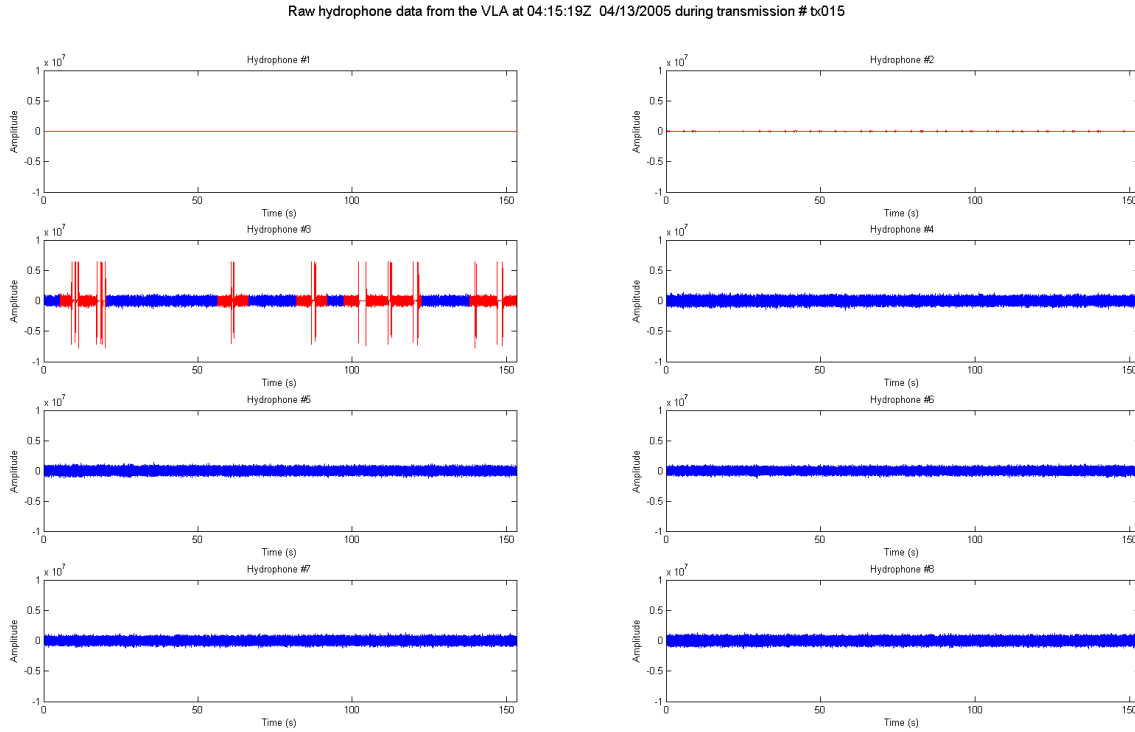 Raw hydrophone data from the VLA at 04:15:19Z 04/13/2005 during transmission # tx015
Hydrophone #1
x 10^7
1
0.5
0
-0.5
-1
Amplitude
0 50 100 150
Time (s)
Hydrophone #2
x 10^7
1
0.5
0
-0.5
-1
Amplitude
0 50 100 150
Time (s)
Hydrophone #3
x 10^7
1
0.5
0
-0.5
-1
Amplitude
0 50 100 150
Time (s)
Hydrophone #4
x 10^7
1
0.5
0
-0.5
-1
Amplitude
0 50 100 150
Time (s)
Hydrophone #5
x 10^7
1
0.5
0
-0.5
-1
Amplitude
0 50 100 150
Time (s)
Hydrophone #6
x 10^7
1
0.5
0
-0.5
-1
Amplitude
0 50 100 150
Time (s)
Hydrophone #7
x 10^7
1
0.5
0
-0.5
-1
Amplitude
0 50 100 150
Time (s)
Hydrophone #8
x 10^7
1
0.5
0
-0.5
-1
Amplitude
0 50 100 150
Time (s)